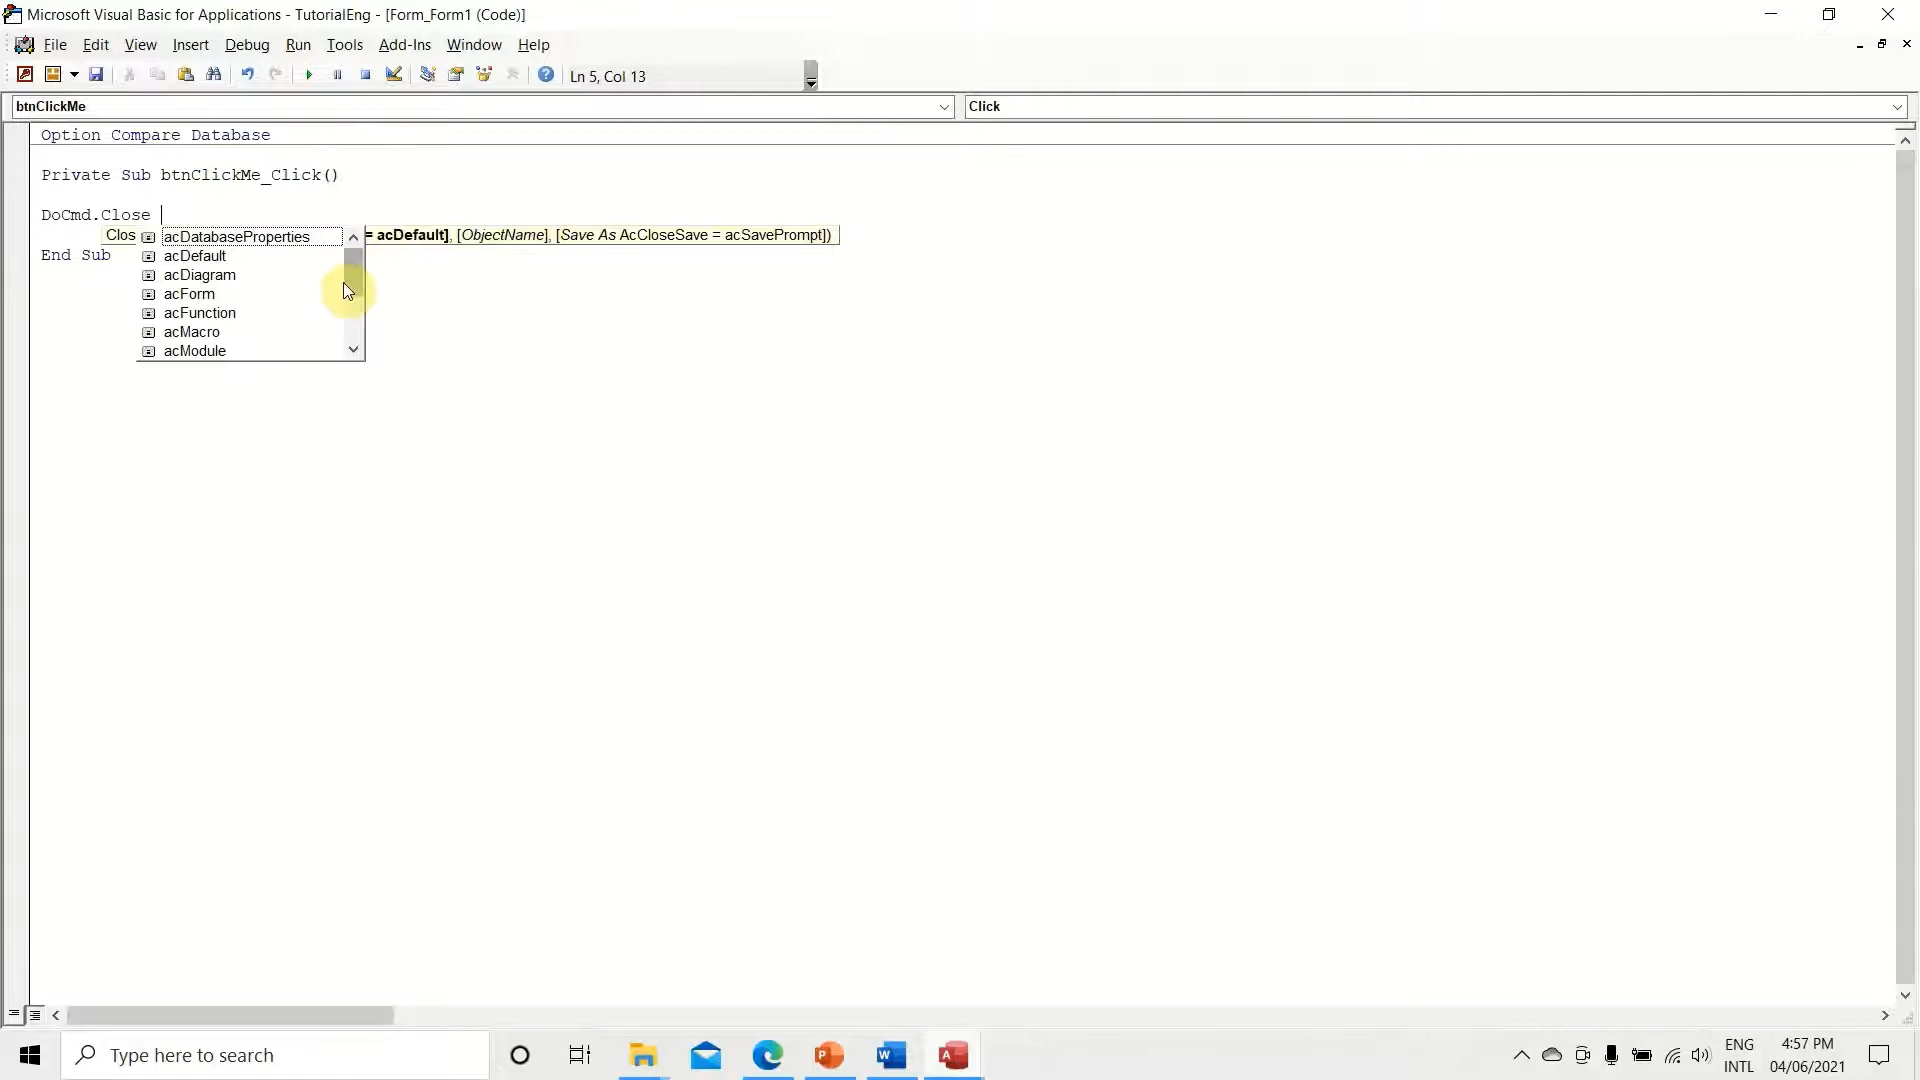 Microsoft Visual Basic for Applications - TutorialEng - [Form_Form1 (Code)]
File Edit View Insert Debug Run Tools Add-Ins Window Help
Ln 5, Col 13
btnClickMe Click
Option Compare Database
Private Sub btnClickMe_Click()
DoCmd.Close
Clos = acDefault], [ObjectName], [Save As AcCloseSave = acSavePrompt])
acDatabaseProperties
End Sub
acDefault
acDiagram
acForm
acFunction
acMacro
acModule
Type here to search
ENG
INTL
4:57 PM
04/06/2021